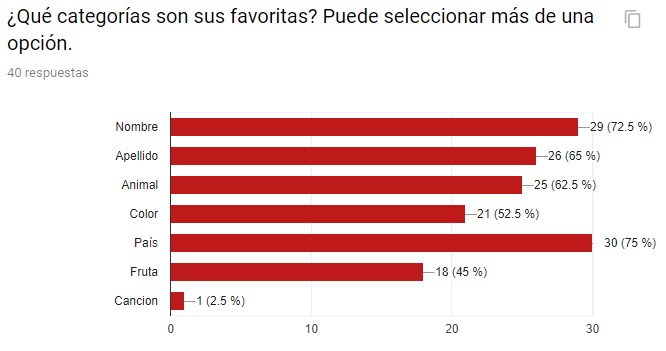 ¿Qué categorías son sus favoritas? Puede seleccionar más de una
opción.
40 respuestas
Nombre 29 (72.5 %)
Apellido 26 (65 %)
Animal 25 (62.5 %)
Color 21 (52.5 %)
País 30 (75 %)
Fruta 18 (45 %)
Cancion 1 (2.5 %)
0 10 20 30